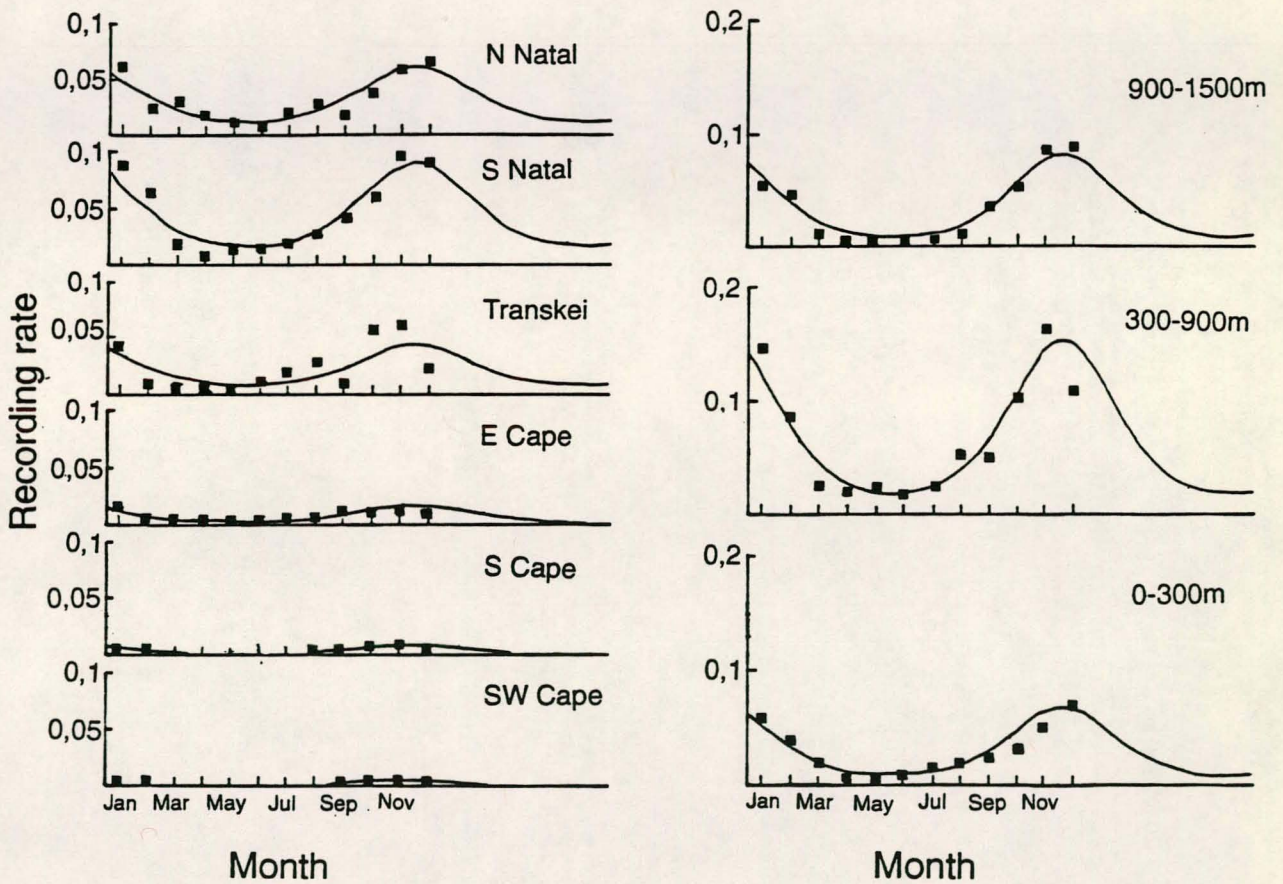 Recording rate
0,1
0,05
N Natal
0,1
0,05
S Natal
0,1
0,05
Transkei
0,1
0,05
E Cape
0,1
0,05
S Cape
0,1
0,05
SW Cape
Jan Mar May Jul Sep Nov
Month
0,2
0,1
900-1500m
0,2
0,1
300-900m
0,2
0,1
0-300m
Jan Mar May Jul Sep Nov
Month